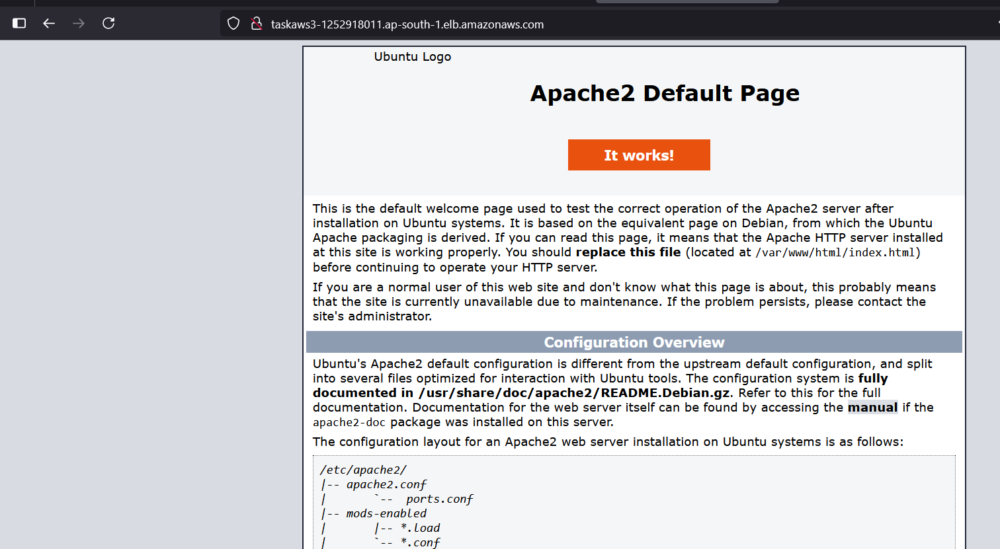 taskaws3-1252918011.ap-south-1.elb.amazonaws.com
Ubuntu Logo
Apache2 Default Page
It works!
This is the default welcome page used to test the correct operation of the Apache2 server after
installation on Ubuntu systems. It is based on the equivalent page on Debian, from which the Ubuntu
Apache packaging is derived. If you can read this page, it means that the Apache HTTP server installed
at this site is working properly. You should replace this file (located at /var/www/html/index.html)
before continuing to operate your HTTP server.
If you are a normal user of this web site and don't know what this page is about, this probably means
that the site is currently unavailable due to maintenance. If the problem persists, please contact the
site's administrator.
Configuration Overview
Ubuntu's Apache2 default configuration is different from the upstream default configuration, and split
into several files optimized for interaction with Ubuntu tools. The configuration system is fully
documented in /usr/share/doc/apache2/README.Debian.gz. Refer to this for the full
documentation. Documentation for the web server itself can be found by accessing the manual if the
apache2-doc package was installed on this server.
The configuration layout for an Apache2 web server installation on Ubuntu systems is as follows:
/etc/apache2/
|-- apache2.conf
|       `--  ports.conf
|-- mods-enabled
|       |-- *.load
|       `-- *.conf